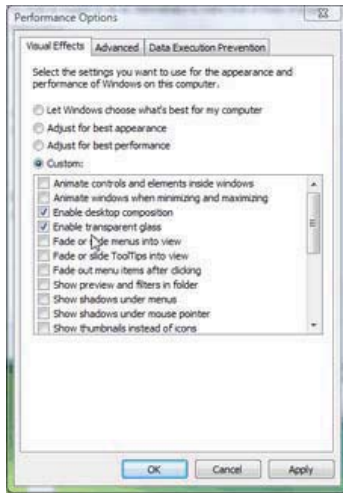 Performance Options
Visual Effects Advanced Data Execution Prevention
Select the settings you want to use for the appearance and
performance of Windows on this computer.
Let Windows choose what's best for my computer
Adjust for best appearance
Adjust for best performance
Custom:
Animate controls and elements inside windows
Animate windows when minimizing and maximizing
Enable desktop composition
Enable transparent glass
Fade or slide menus into view
Fade or slide ToolTips into view
Fade out menu items after clicking
Show preview and filters in folder
Show shadows under menus
Show shadows under mouse pointer
Show thumbnails instead of icons
OK Cancel Apply